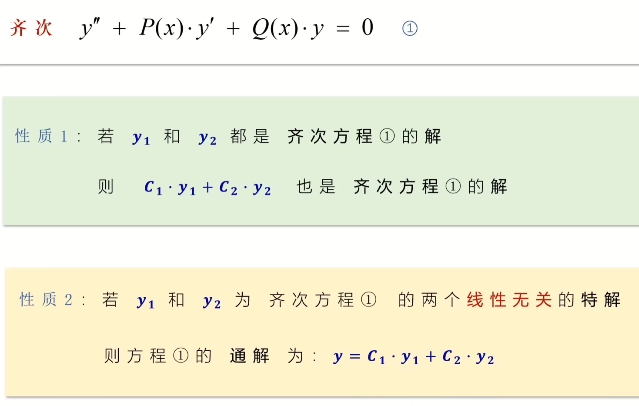 齐次 y″ + P(x)·y′ + Q(x)·y = 0 ①
性质1: 若 y₁ 和 y₂ 都是 齐次方程①的解
则 C₁·y₁+C₂·y₂ 也是 齐次方程①的解
性质2: 若 y₁ 和 y₂ 为 齐次方程① 的两个线性无关的特解
则方程①的 通解 为: y=C₁·y₁+C₂·y₂